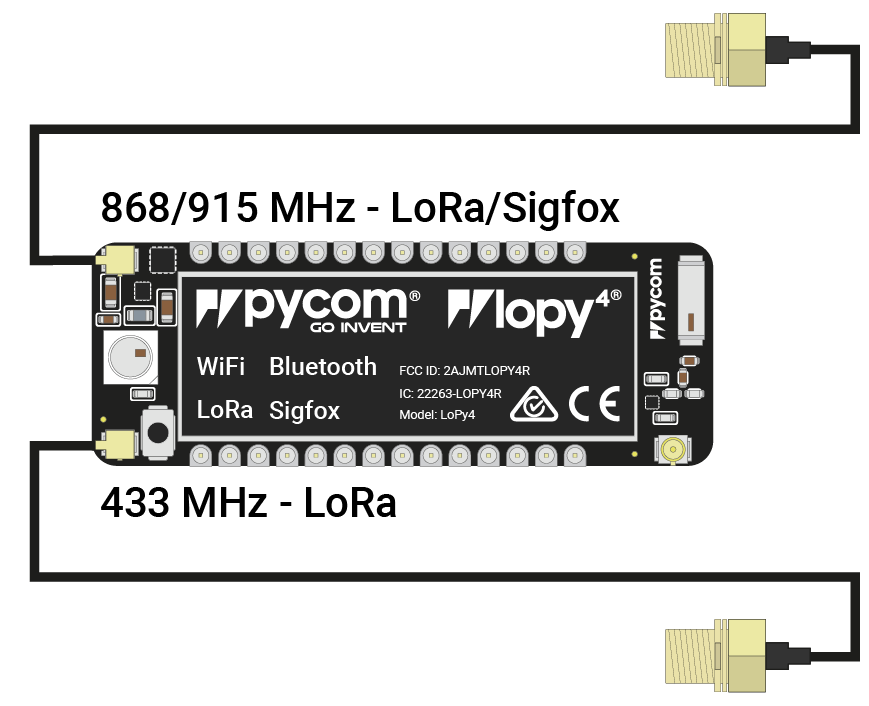 868/915 MHz - LoRa/Sigfox
pycom®
GO INVENT
lopy4®
pycom
WiFi Bluetooth
LoRa Sigfox
FCC ID: 2AJMTLOPY4R
IC: 22263-LOPY4R
Model: LoPy4
CE
433 MHz - LoRa